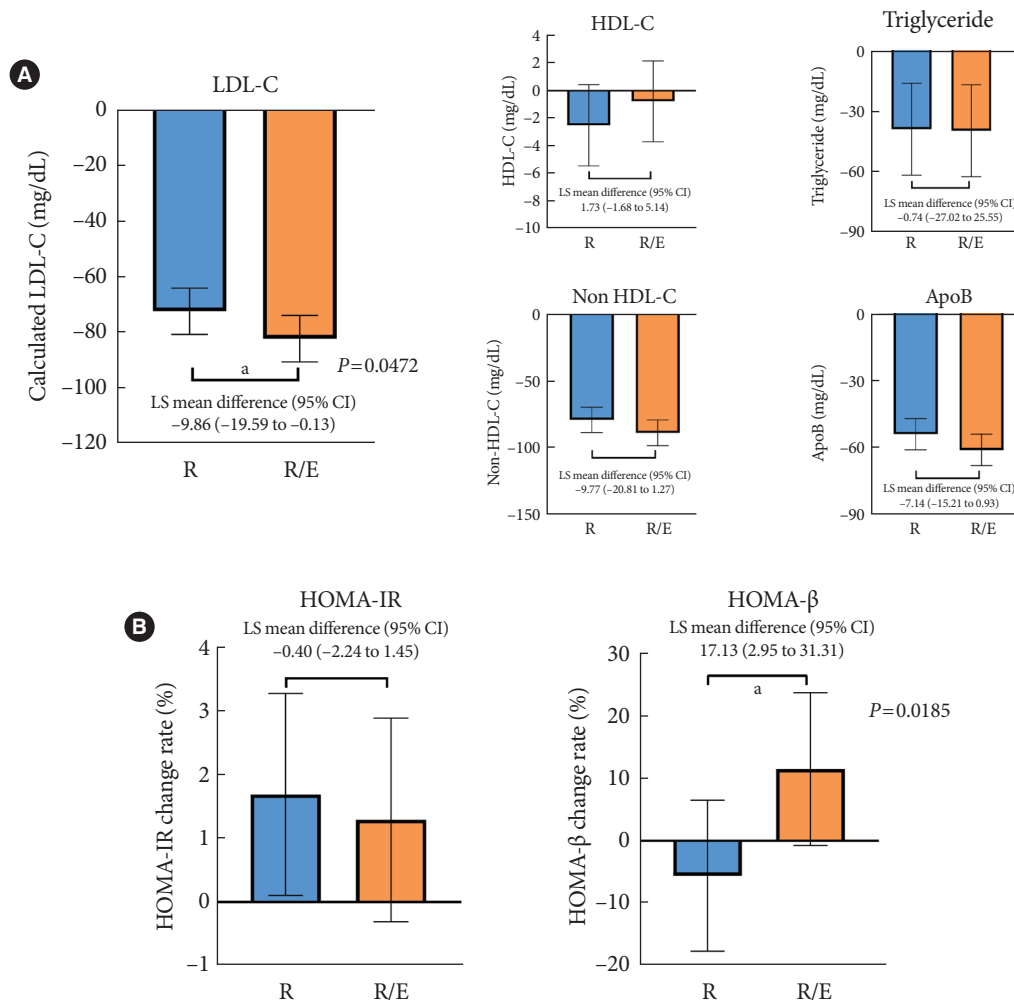 A
LDL-C
Calculated LDL-C (mg/dL)
0
−20
−40
−60
−80
−100
−120
a
P=0.0472
LS mean difference (95% CI)
−9.86 (−19.59 to −0.13)
R R/E
HDL-C
HDL-C (mg/dL)
4
2
0
−2
−4
−6
−8
−10
LS mean difference (95% CI)
1.73 (−1.68 to 5.14)
R R/E
Triglyceride
Triglyceride (mg/dL)
0
−30
−60
−90
LS mean difference (95% CI)
−0.74 (−27.02 to 25.55)
R R/E
Non HDL-C
Non-HDL-C (mg/dL)
0
−50
−100
−150
LS mean difference (95% CI)
−9.77 (−20.81 to 1.27)
R R/E
ApoB
ApoB (mg/dL)
0
−30
−60
−90
LS mean difference (95% CI)
−7.14 (−15.21 to 0.93)
R R/E
B
HOMA-IR
LS mean difference (95% CI)
−0.40 (−2.24 to 1.45)
HOMA-IR change rate (%)
4
3
2
1
0
−1
R R/E
HOMA-β
LS mean difference (95% CI)
17.13 (2.95 to 31.31)
a
P=0.0185
HOMA-β change rate (%)
30
20
10
0
−10
−20
R R/E